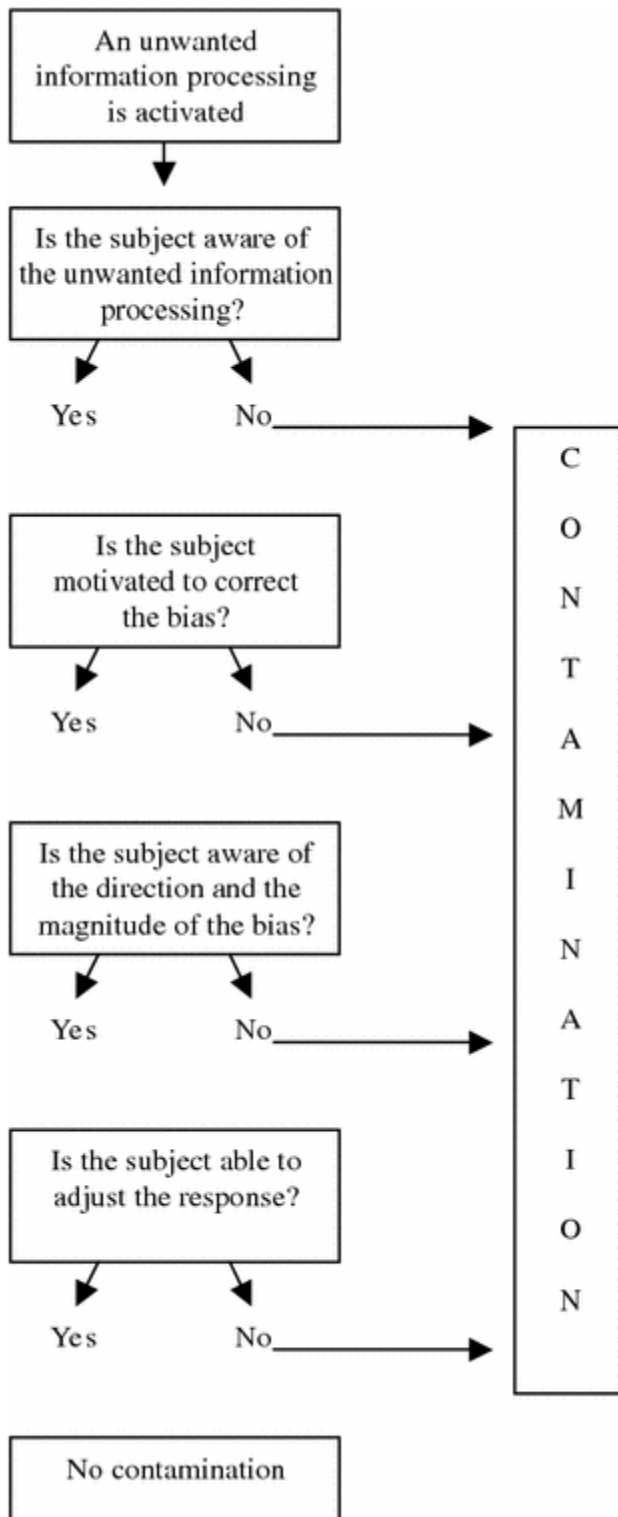 An unwanted
information processing
is activated
Is the subject aware of
the unwanted information
processing?
Yes No
Is the subject
motivated to correct
the bias?
Yes No
Is the subject aware of
the direction and the
magnitude of the bias?
Yes No
Is the subject able to
adjust the response?
Yes No
No contamination
C
O
N
T
A
M
I
N
A
T
I
O
N